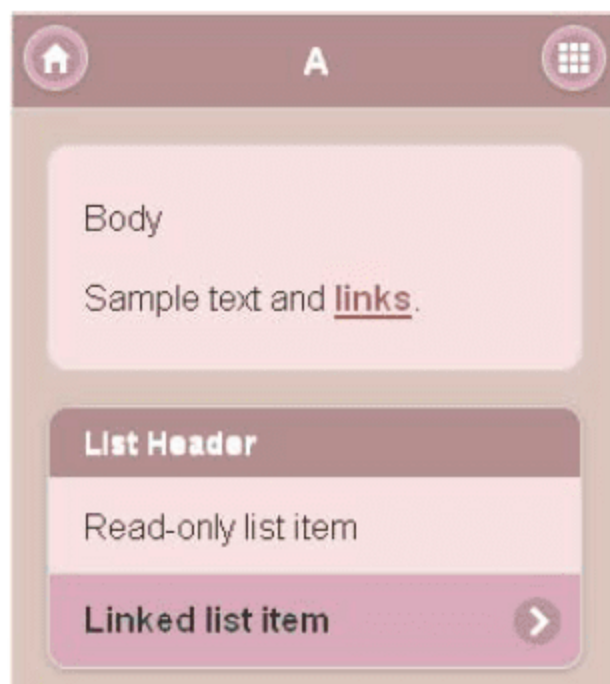 A
Body
Sample text and links.
List Header
Read-only list item
Linked list item